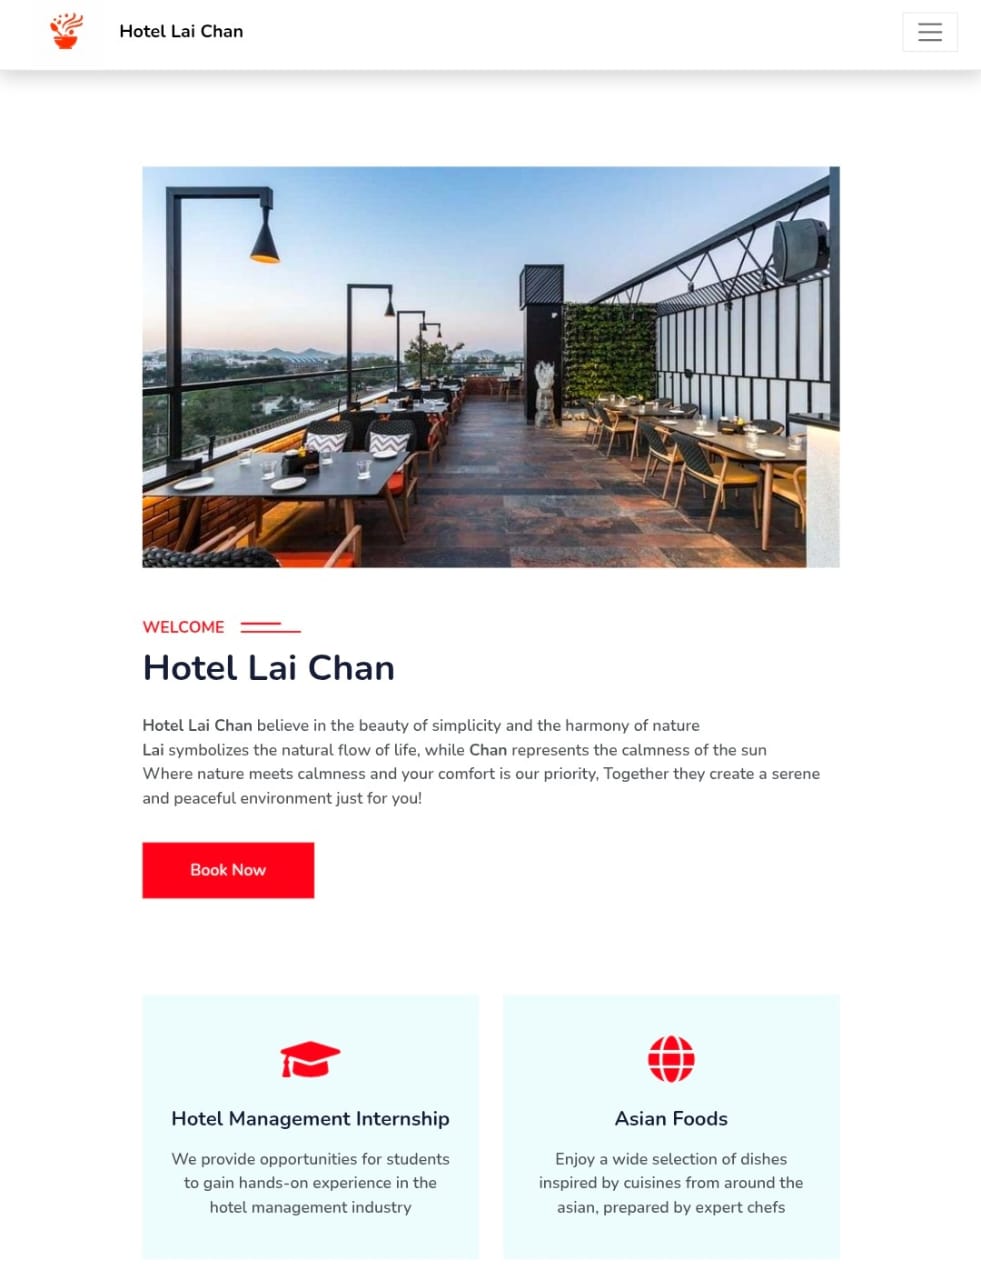 Hotel Lai Chan
WELCOME
Hotel Lai Chan
Hotel Lai Chan believe in the beauty of simplicity and the harmony of nature
Lai symbolizes the natural flow of life, while Chan represents the calmness of the sun
Where nature meets calmness and your comfort is our priority, Together they create a serene
and peaceful environment just for you!
Book Now
Hotel Management Internship
We provide opportunities for students
to gain hands-on experience in the
hotel management industry
Asian Foods
Enjoy a wide selection of dishes
inspired by cuisines from around the
asian, prepared by expert chefs